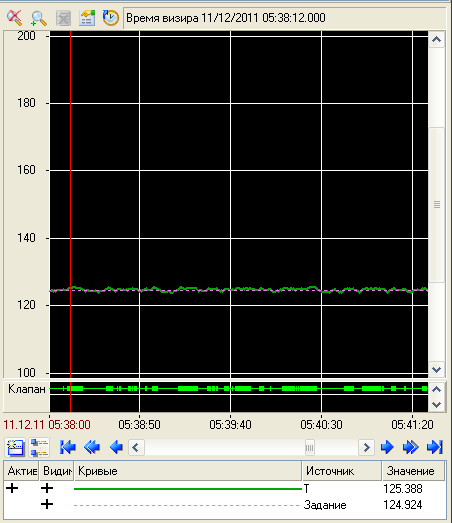 Время визира 11/12/2011 05:38:12.000
200
180
160
140
120
100
Клапан
11.12.11 05:38:00 05:38:50 05:39:40 05:40:30 05:41:20
Актив Видим Кривые Источник Значение
T 125.388
Задание 124.924